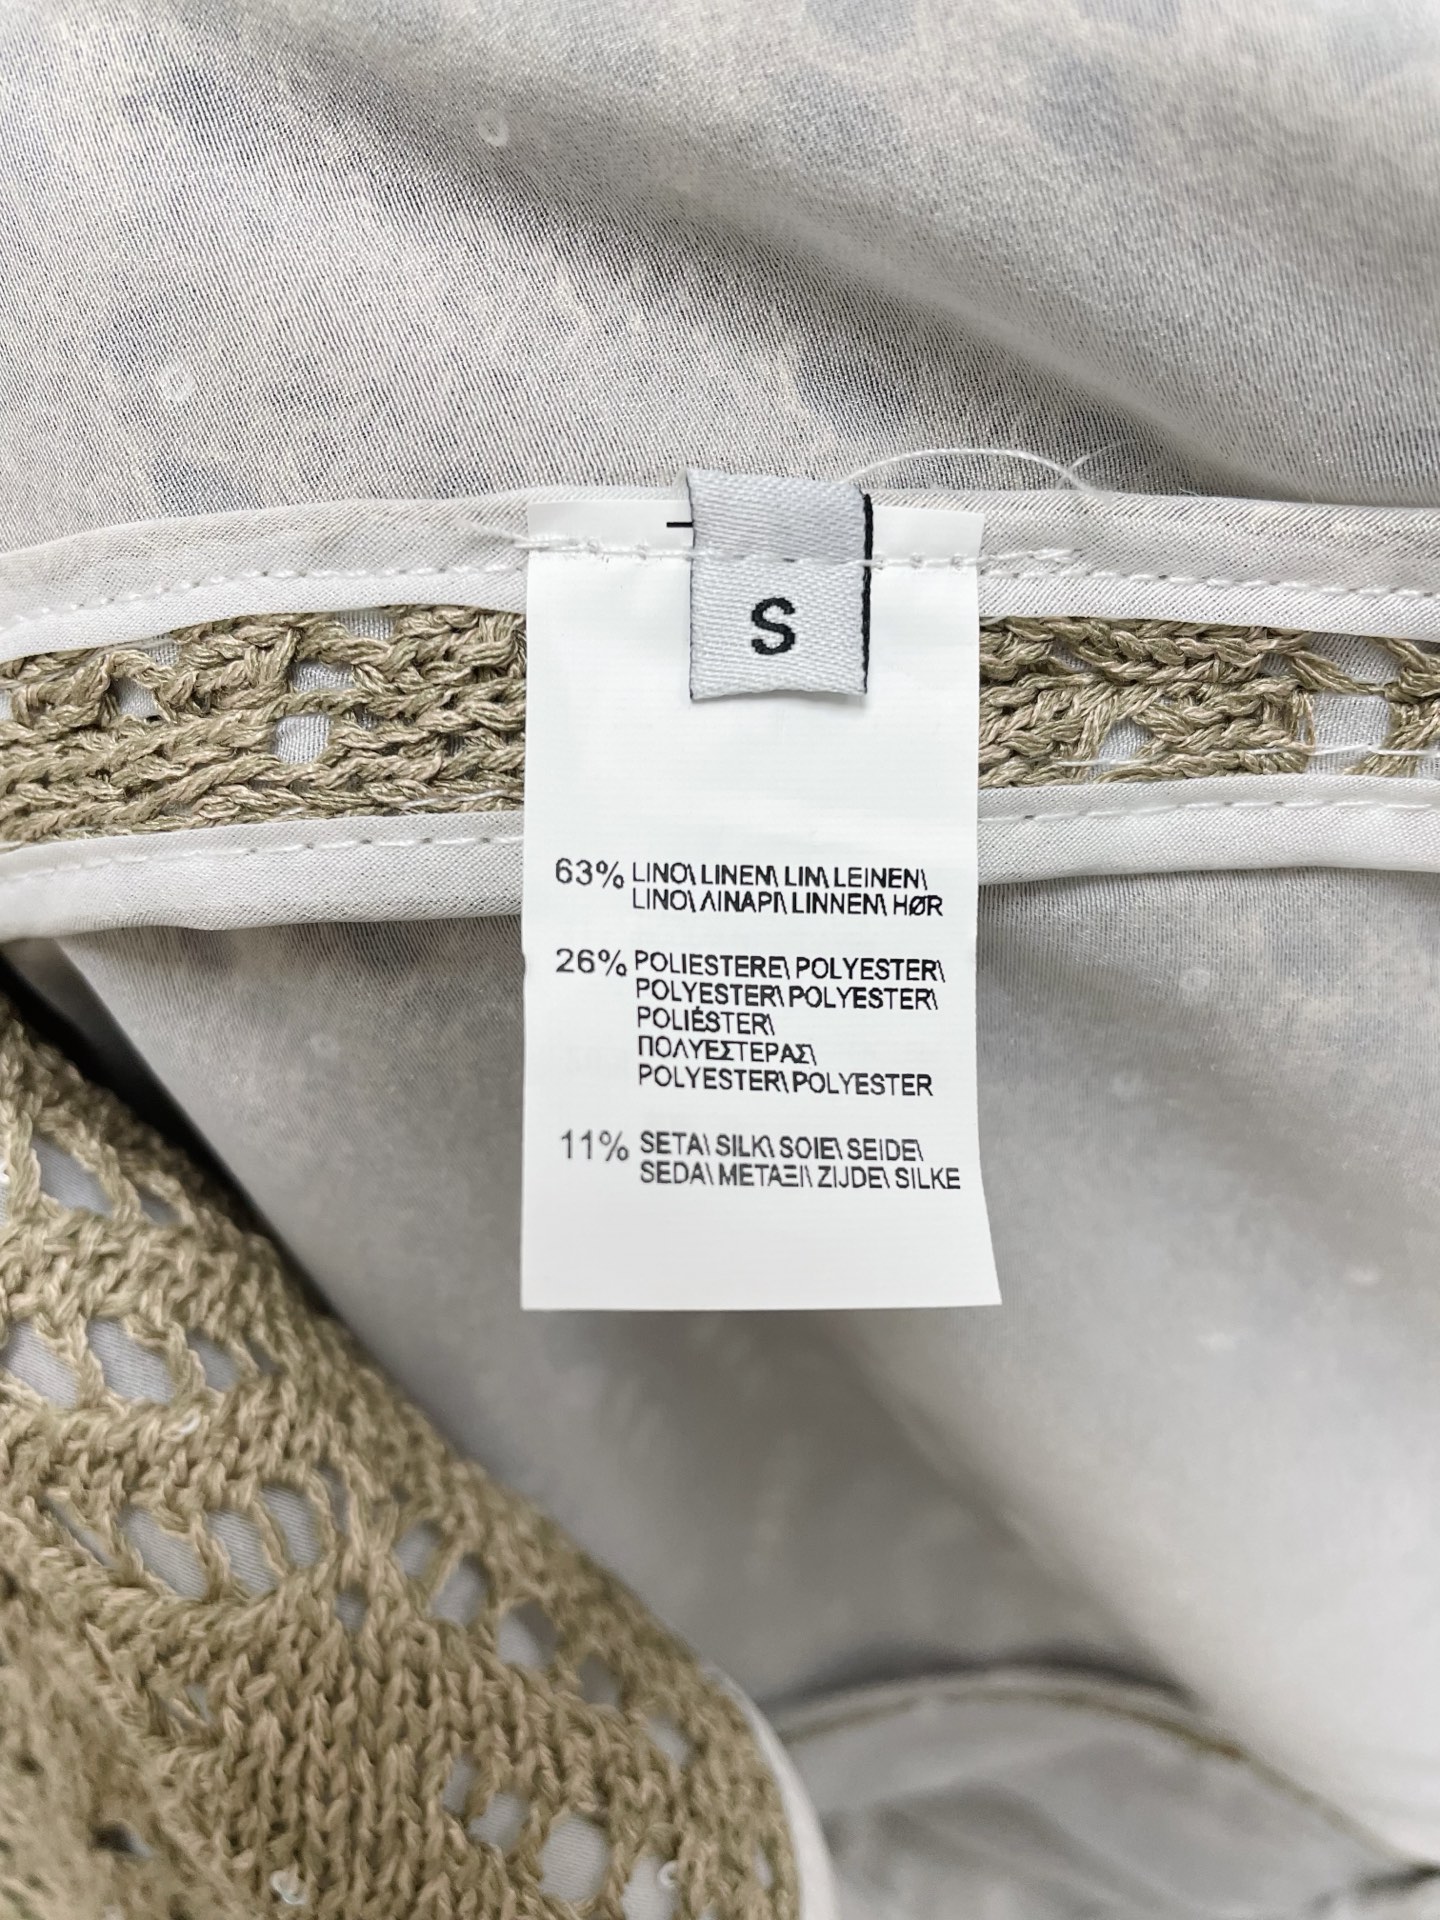 S
63% LINO\ LINEN\ LIN\ LEINEN\
LINO\ ΛΙΝΑΡΙ\ LINNEN\ HØR
26% POLIESTERE\ POLYESTER\
POLYESTER\ POLYESTER\
POLIÉSTER\
ΠΟΛΥΕΣΤΕΡΑΣ\
POLYESTER\ POLYESTER
11% SETA\ SILK\ SOIE\ SEIDE\
SEDA\ ΜΕΤΑΞΙ\ ZIJDE\ SILKE